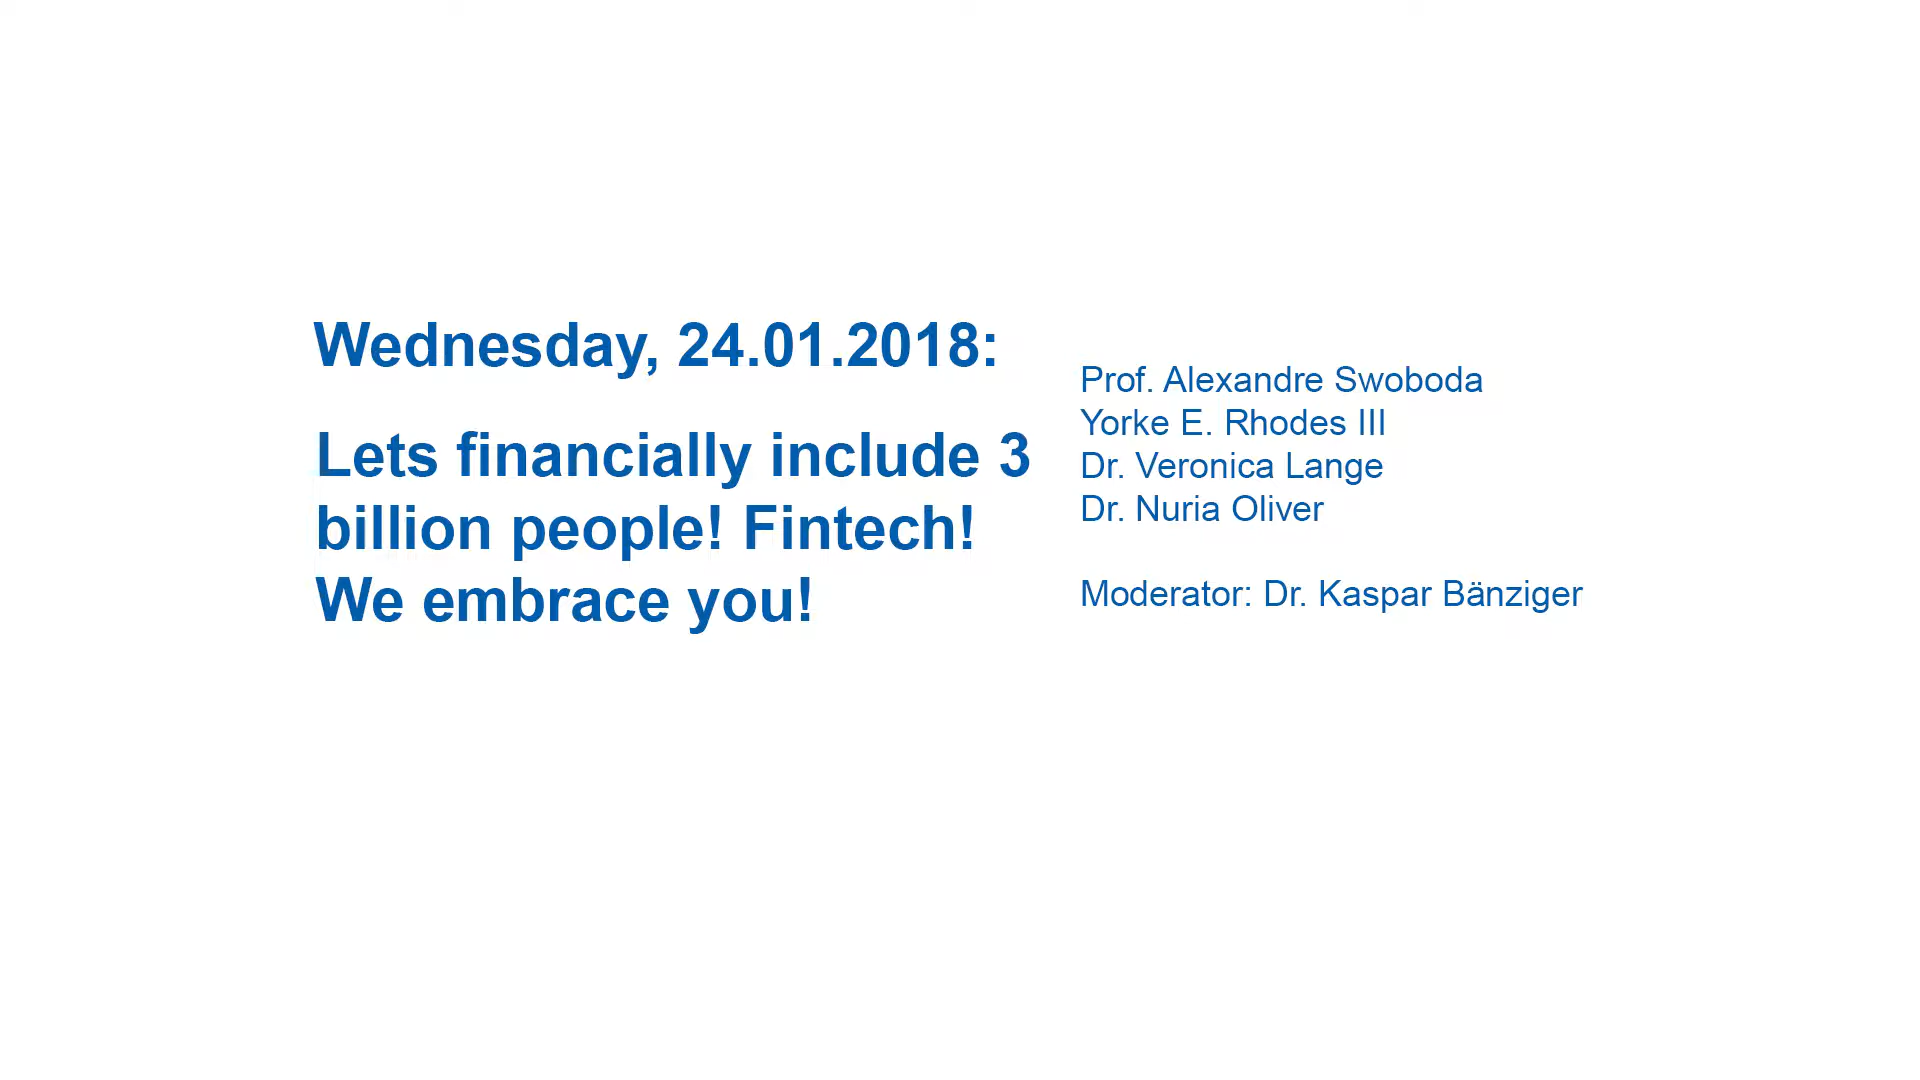 Wednesday, 24.01.2018:
Lets financially include 3
billion people! Fintech!
We embrace you!
Prof. Alexandre Swoboda
Yorke E. Rhodes III
Dr. Veronica Lange
Dr. Nuria Oliver
Moderator: Dr. Kaspar Bänziger